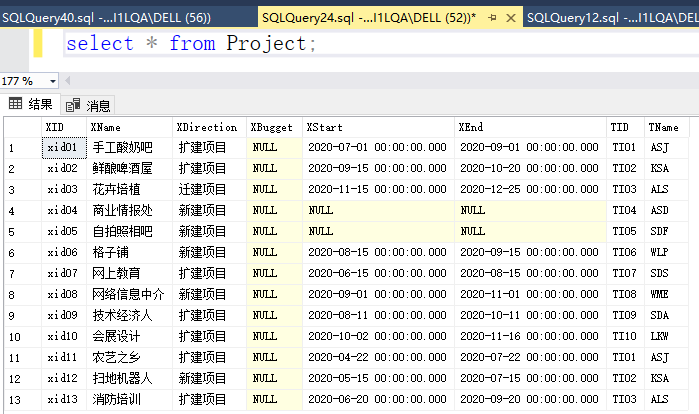 SQLQuery40.sql -...I1LQA\DELL (56)) SQLQuery24.sql -...I1LQA\DELL (52))* SQLQuery12.sql -...I1LQA\DELL (55
select * from Project;
177 %
结果 消息
XID XName XDirection XBugget XStart XEnd TID TName
1 xid01 手工酸奶吧 扩建项目 NULL 2020-07-01 00:00:00.000 2020-09-01 00:00:00.000 TI01 ASJ
2 xid02 鲜酿啤酒屋 扩建项目 NULL 2020-09-15 00:00:00.000 2020-10-20 00:00:00.000 TI02 KSA
3 xid03 花卉培植 迁建项目 NULL 2020-11-15 00:00:00.000 2020-12-25 00:00:00.000 TI03 ALS
4 xid04 商业情报处 新建项目 NULL NULL NULL TI04 ASD
5 xid05 自拍照相吧 新建项目 NULL NULL NULL TI05 SDF
6 xid06 格子铺 新建项目 NULL 2020-08-15 00:00:00.000 2020-09-15 00:00:00.000 TI06 WLP
7 xid07 网上教育 扩建项目 NULL 2020-06-15 00:00:00.000 2020-08-15 00:00:00.000 TI07 SDS
8 xid08 网络信息中介 新建项目 NULL 2020-09-01 00:00:00.000 2020-11-01 00:00:00.000 TI08 WME
9 xid09 技术经济人 扩建项目 NULL 2020-08-11 00:00:00.000 2020-10-11 00:00:00.000 TI09 SDA
10 xid10 会展设计 扩建项目 NULL 2020-10-02 00:00:00.000 2020-11-16 00:00:00.000 TI10 LKW
11 xid11 农艺之乡 扩建项目 NULL 2020-04-22 00:00:00.000 2020-07-22 00:00:00.000 TI01 ASJ
12 xid12 扫地机器人 新建项目 NULL 2020-05-15 00:00:00.000 2020-07-15 00:00:00.000 TI02 KSA
13 xid13 消防培训 扩建项目 NULL 2020-06-20 00:00:00.000 2020-09-20 00:00:00.000 TI03 ALS